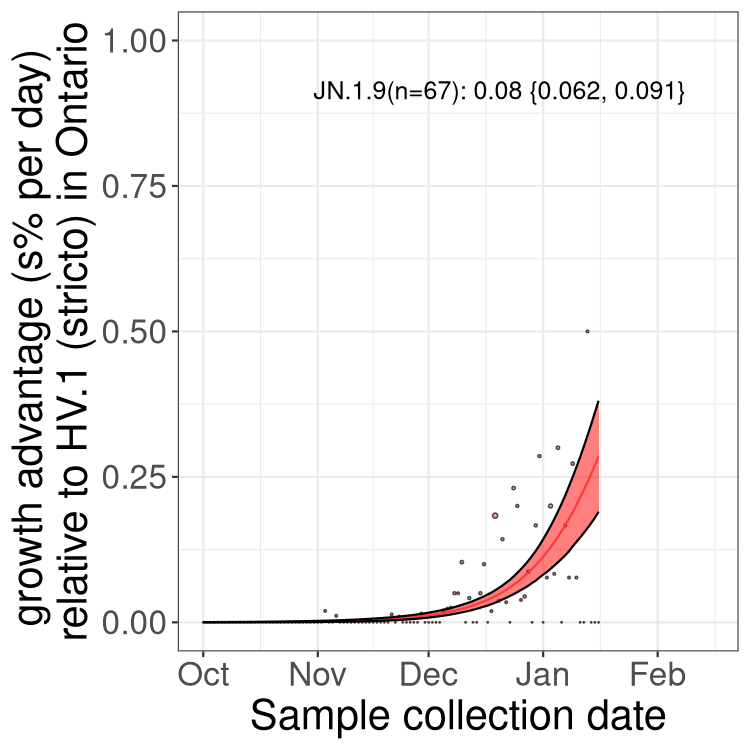 growth advantage (s% per day)
relative to HV.1 (stricto) in Ontario
1.00
JN.1.9(n=67): 0.08 {0.062, 0.091}
0.75
0.50
0.25
0.00
Oct Nov Dec Jan Feb
Sample collection date